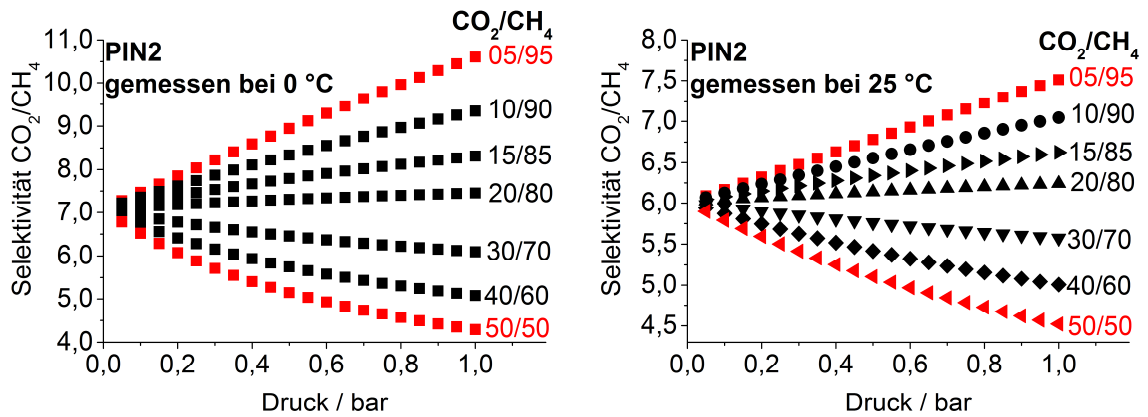 Selektivität CO₂/CH₄
11,0
10,0
9,0
8,0
7,0
6,0
5,0
4,0
PIN2
gemessen bei 0 °C
CO₂/CH₄
05/95
10/90
15/85
20/80
30/70
40/60
50/50
0,0 0,2 0,4 0,6 0,8 1,0
Druck / bar
Selektivität CO₂/CH₄
8,0
7,5
7,0
6,5
6,0
5,5
5,0
4,5
PIN2
gemessen bei 25 °C
CO₂/CH₄
05/95
10/90
15/85
20/80
30/70
40/60
50/50
0,0 0,2 0,4 0,6 0,8 1,0
Druck / bar